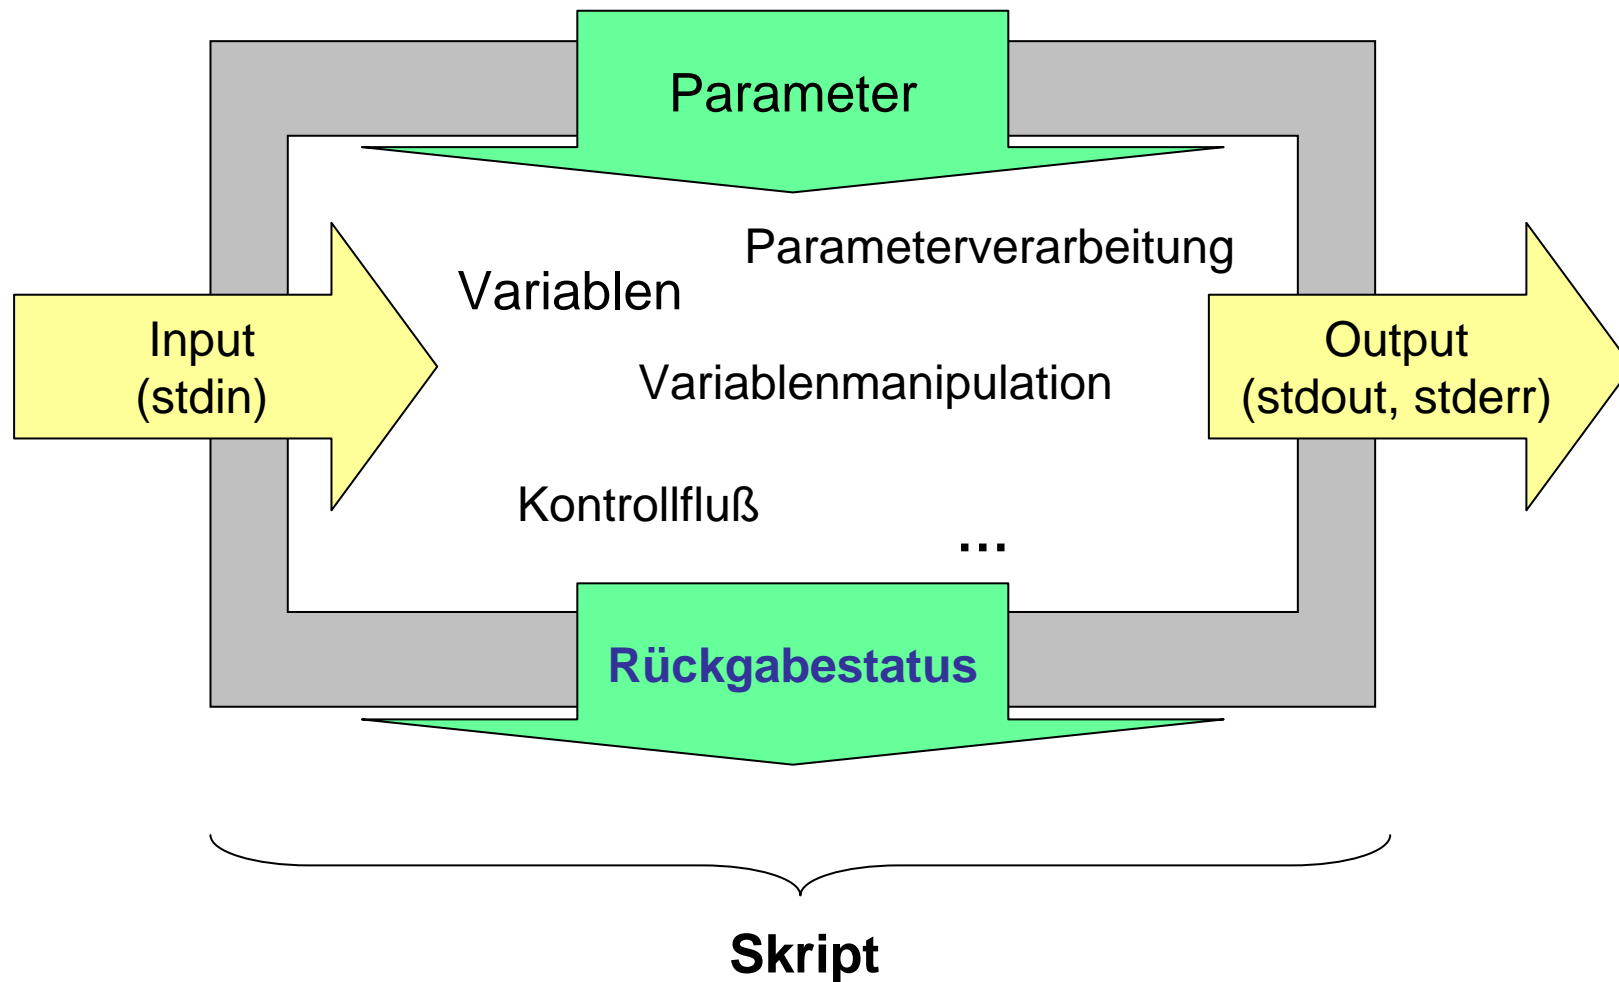 Parameter
Parameterverarbeitung
Variablen
Input
(stdin)
Output
(stdout, stderr)
Variablenmanipulation
Kontrollfluß
...
Rückgabestatus
Skript